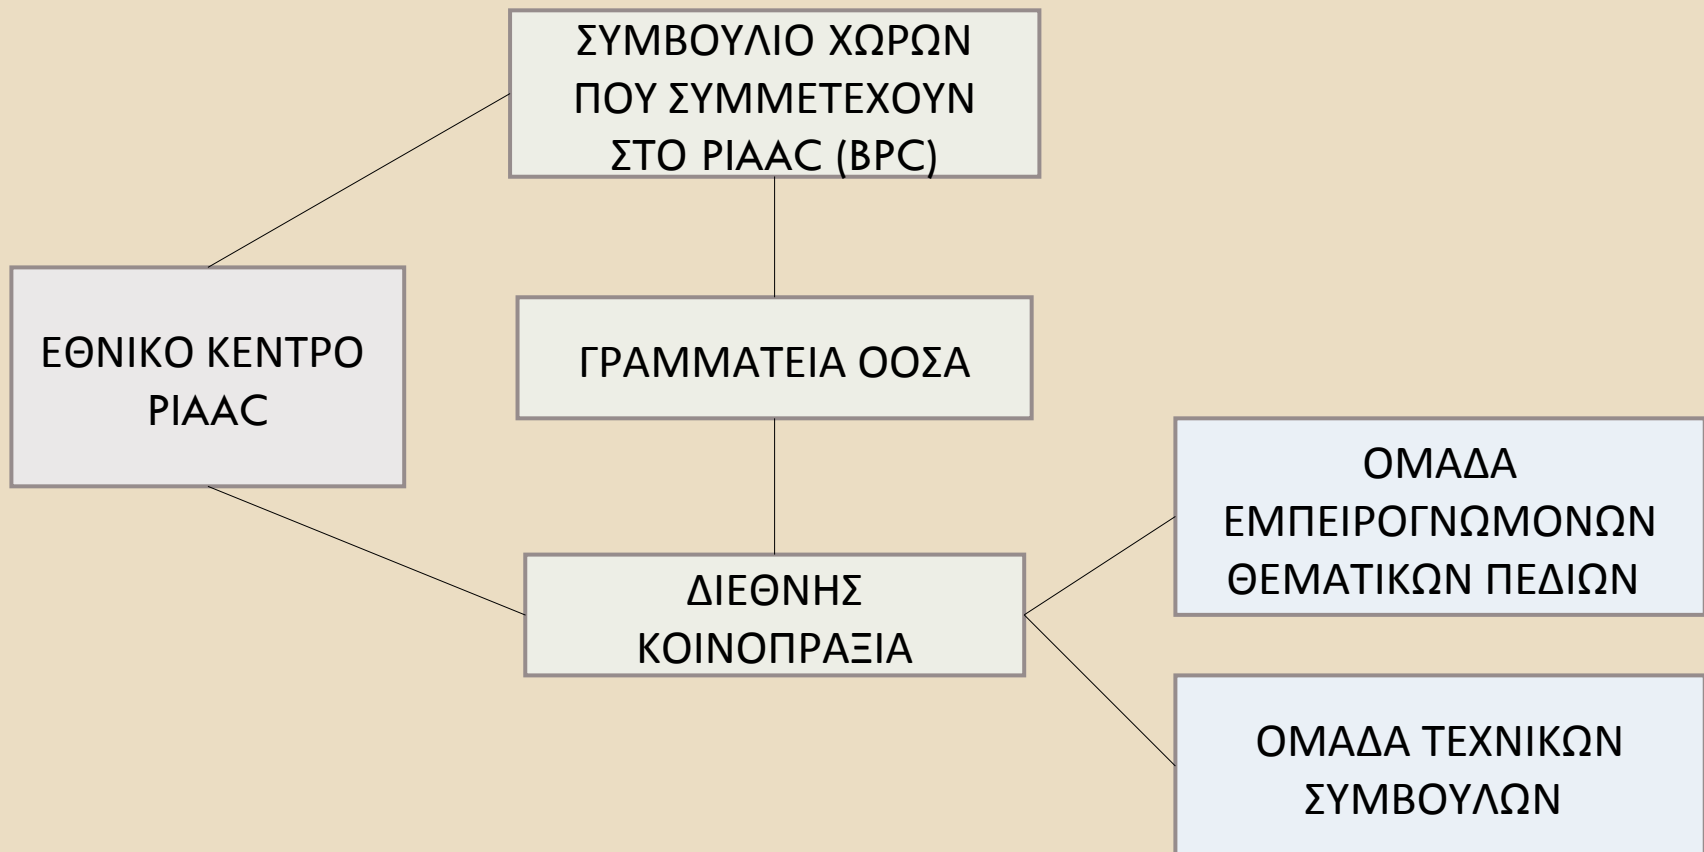 ΣΥΜΒΟΥΛΙΟ ΧΩΡΩΝ
ΠΟΥ ΣΥΜΜΕΤΕΧΟΥΝ
ΣΤΟ PIAAC (BPC)
ΕΘΝΙΚΟ ΚΕΝΤΡΟ
PIAAC
ΓΡΑΜΜΑΤΕΙΑ ΟΟΣΑ
ΔΙΕΘΝΗΣ
ΚΟΙΝΟΠΡΑΞΙΑ
ΟΜΑΔΑ
ΕΜΠΕΙΡΟΓΝΩΜΟΝΩΝ
ΘΕΜΑΤΙΚΩΝ ΠΕΔΙΩΝ
ΟΜΑΔΑ ΤΕΧΝΙΚΩΝ
ΣΥΜΒΟΥΛΩΝ